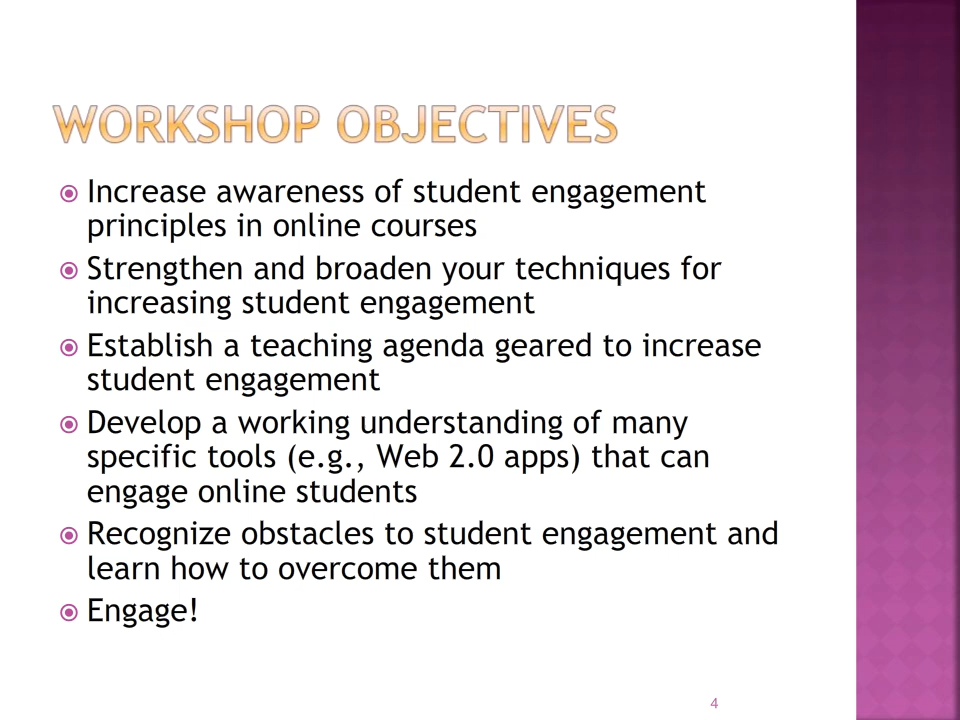 WORKSHOP OBJECTIVES
Increase awareness of student engagement
principles in online courses
Strengthen and broaden your techniques for
increasing student engagement
Establish a teaching agenda geared to increase
student engagement
Develop a working understanding of many
specific tools (e.g., Web 2.0 apps) that can
engage online students
Recognize obstacles to student engagement and
learn how to overcome them
Engage!
4